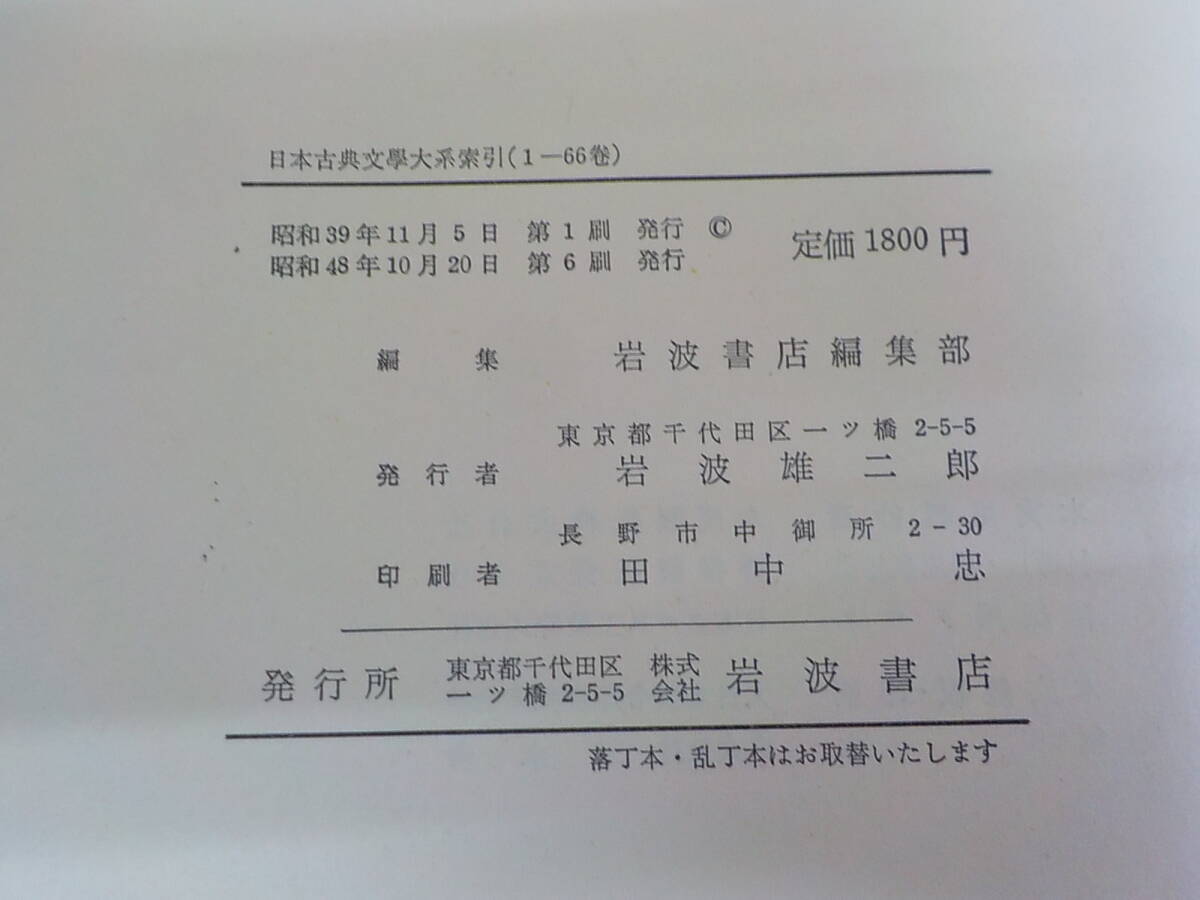 日本古典文學大系索引(1―66巻)
昭和39年11月5日 第1刷 発行 ©
昭和48年10月20日 第6刷 発行
定価1800円
編集 岩波書店編集部
東京都千代田区一ツ橋2-5-5
発行者 岩波雄二郎
長野市中御所2-30
印刷者 田中忠
発行所 東京都千代田区一ツ橋2-5-5 株式会社 岩波書店
落丁本・乱丁本はお取替いたします